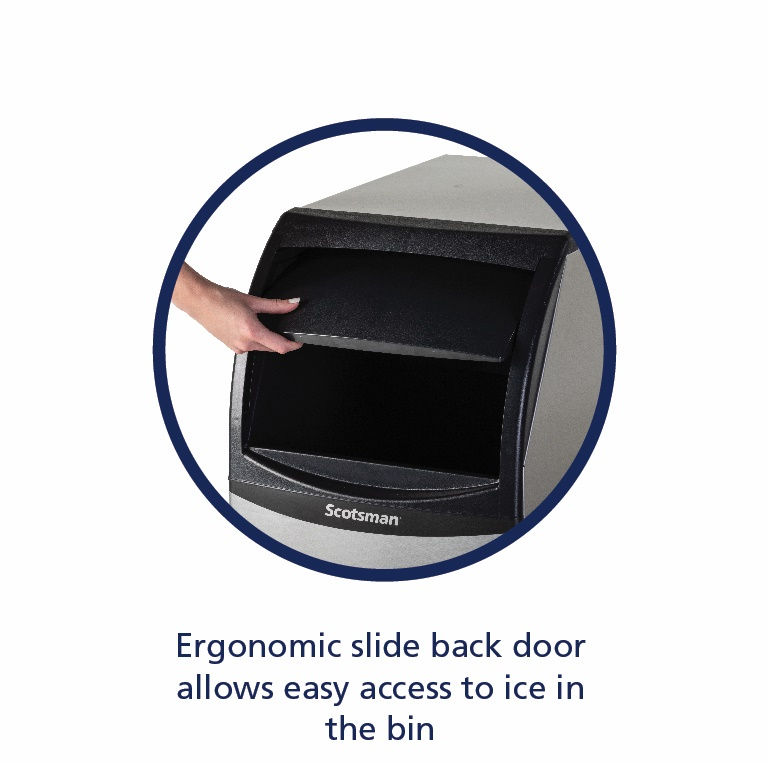 Scotsman
Ergonomic slide back door
allows easy access to ice in
the bin